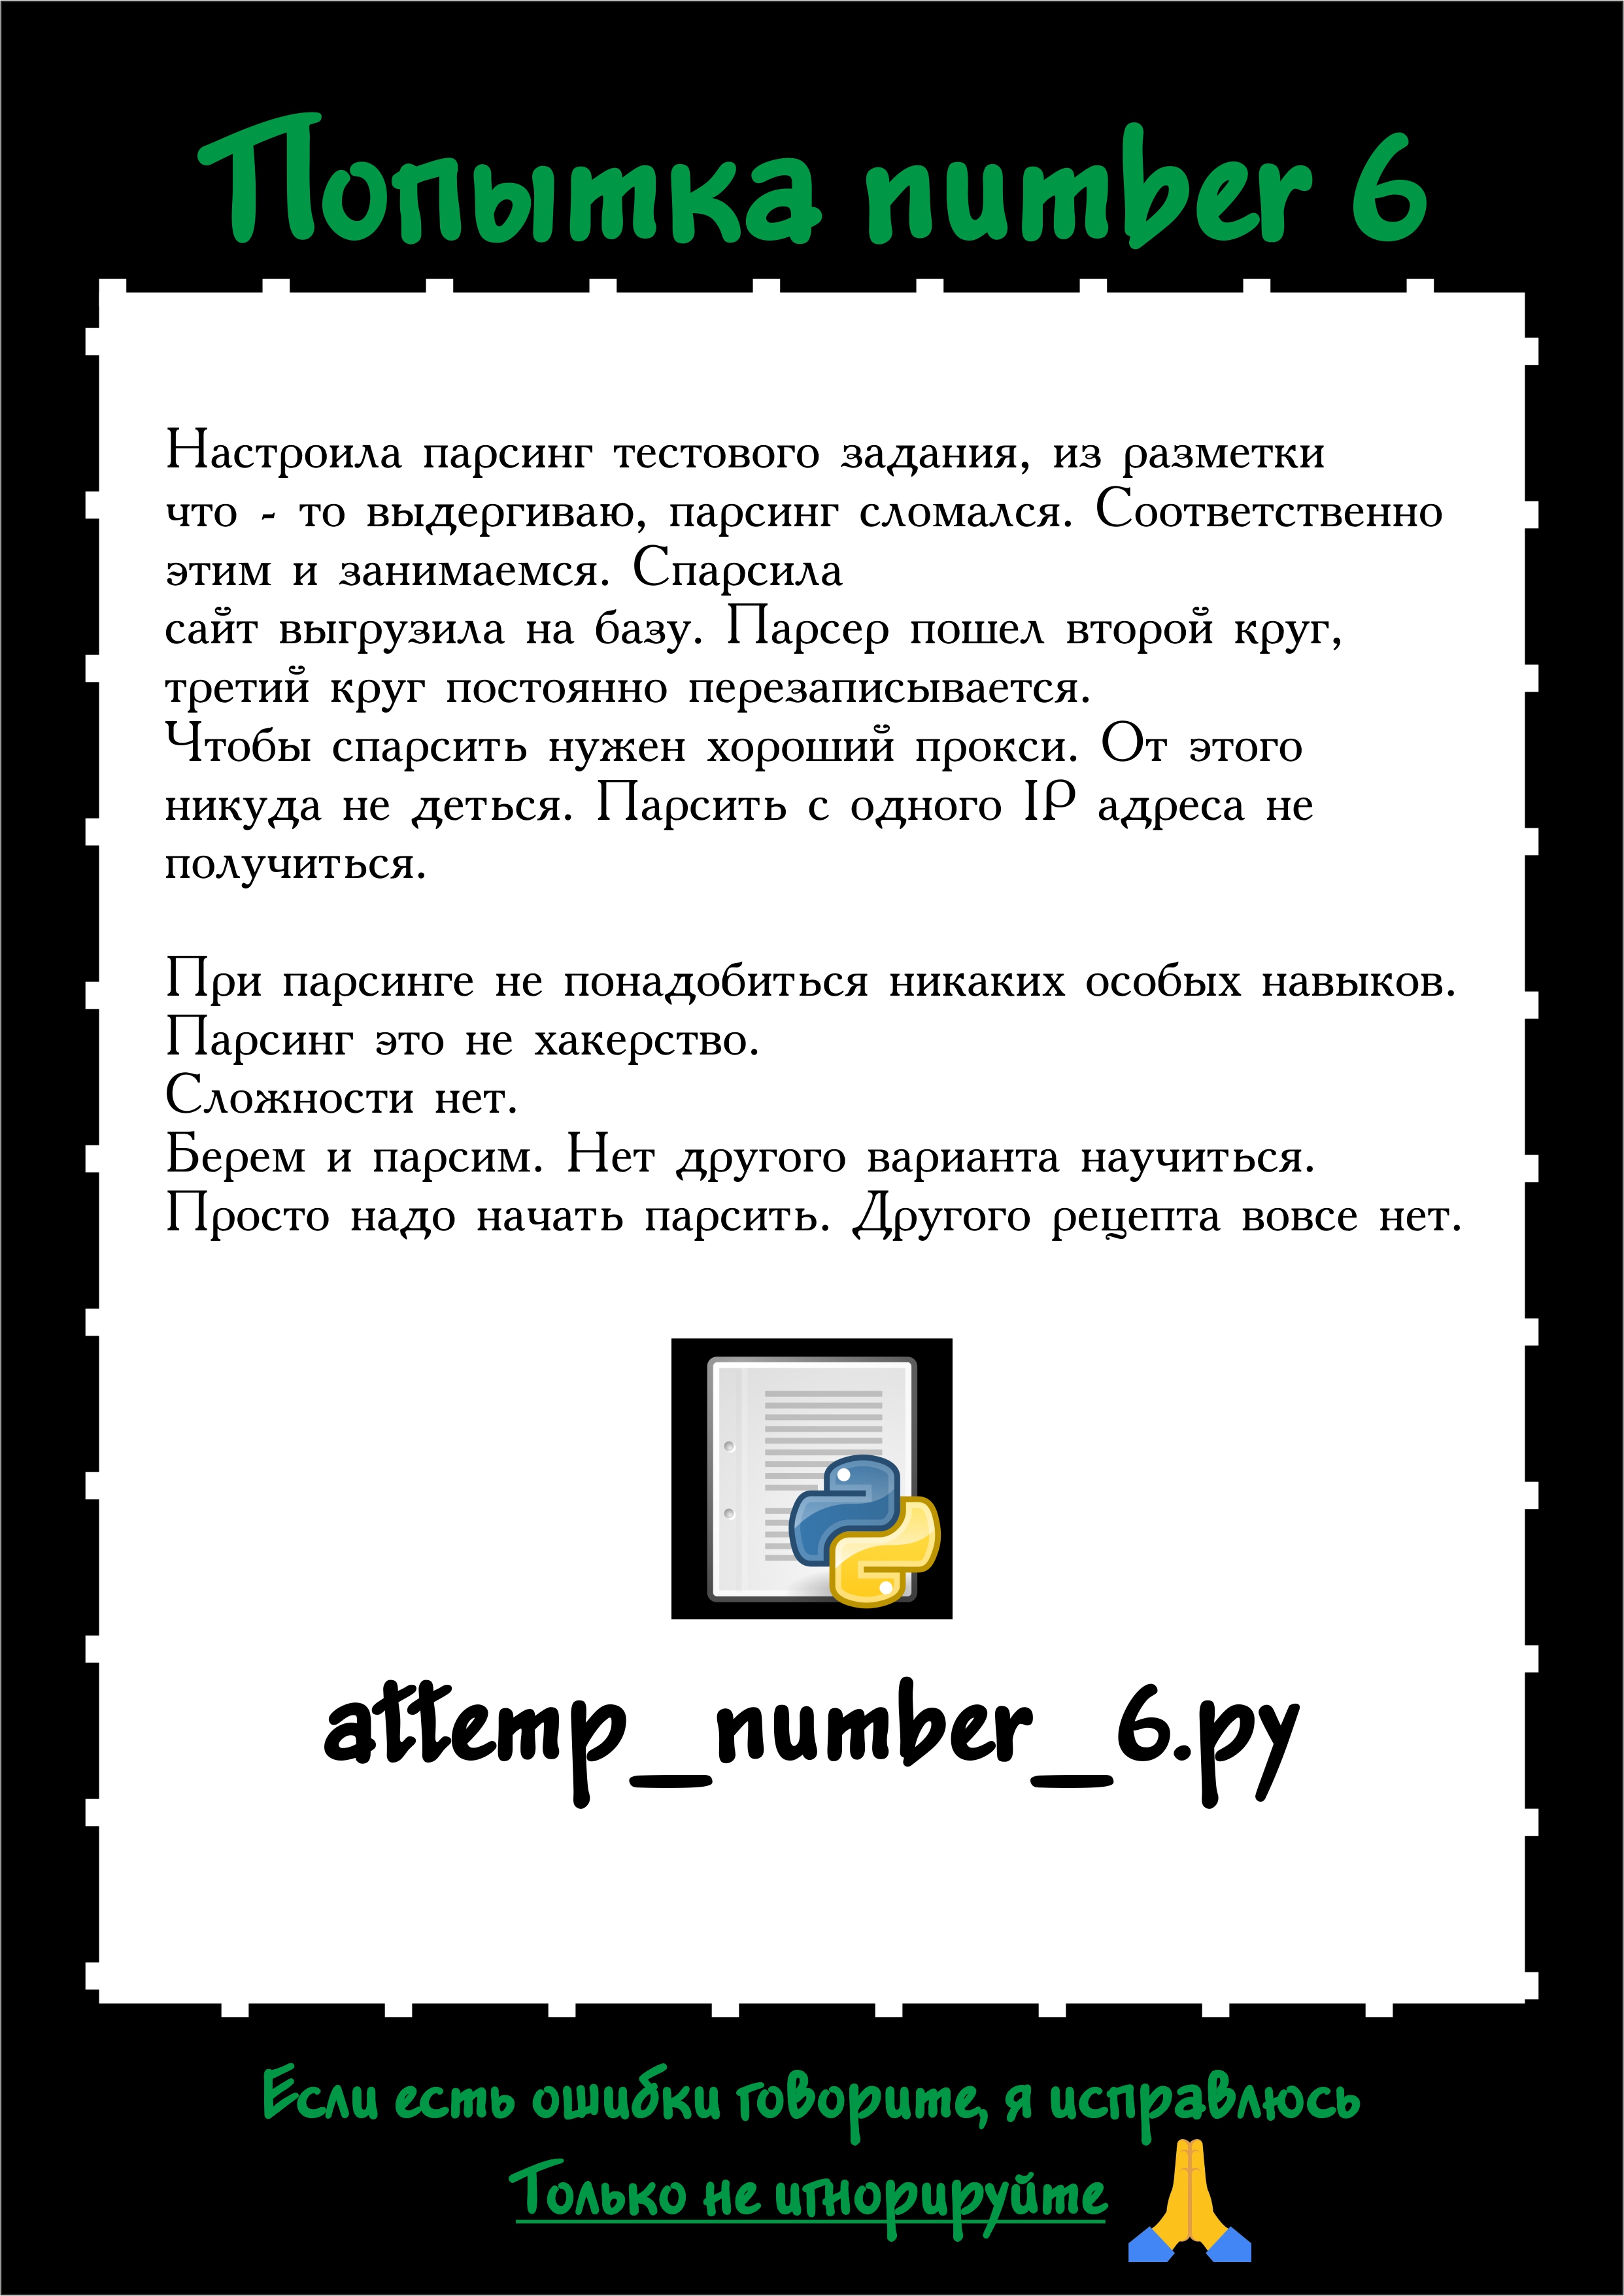 Попытка number 6
Настроила парсинг тестового задания, из разметки
что - то выдергиваю, парсинг сломался. Соответственно
этим и занимаемся. Спарсила
сайт выгрузила на базу. Парсер пошел второй круг,
третий круг постоянно перезаписывается.
Чтобы спарсить нужен хороший прокси. От этого
никуда не деться. Парсить с одного IP адреса не
получиться.
При парсинге не понадобиться никаких особых навыков.
Парсинг это не хакерство.
Сложности нет.
Берем и парсим. Нет другого варианта научиться.
Просто надо начать парсить. Другого рецепта вовсе нет.
attemp_number_6.py
Если есть ошибки говорите, я исправлюсь
Только не игнорируйте